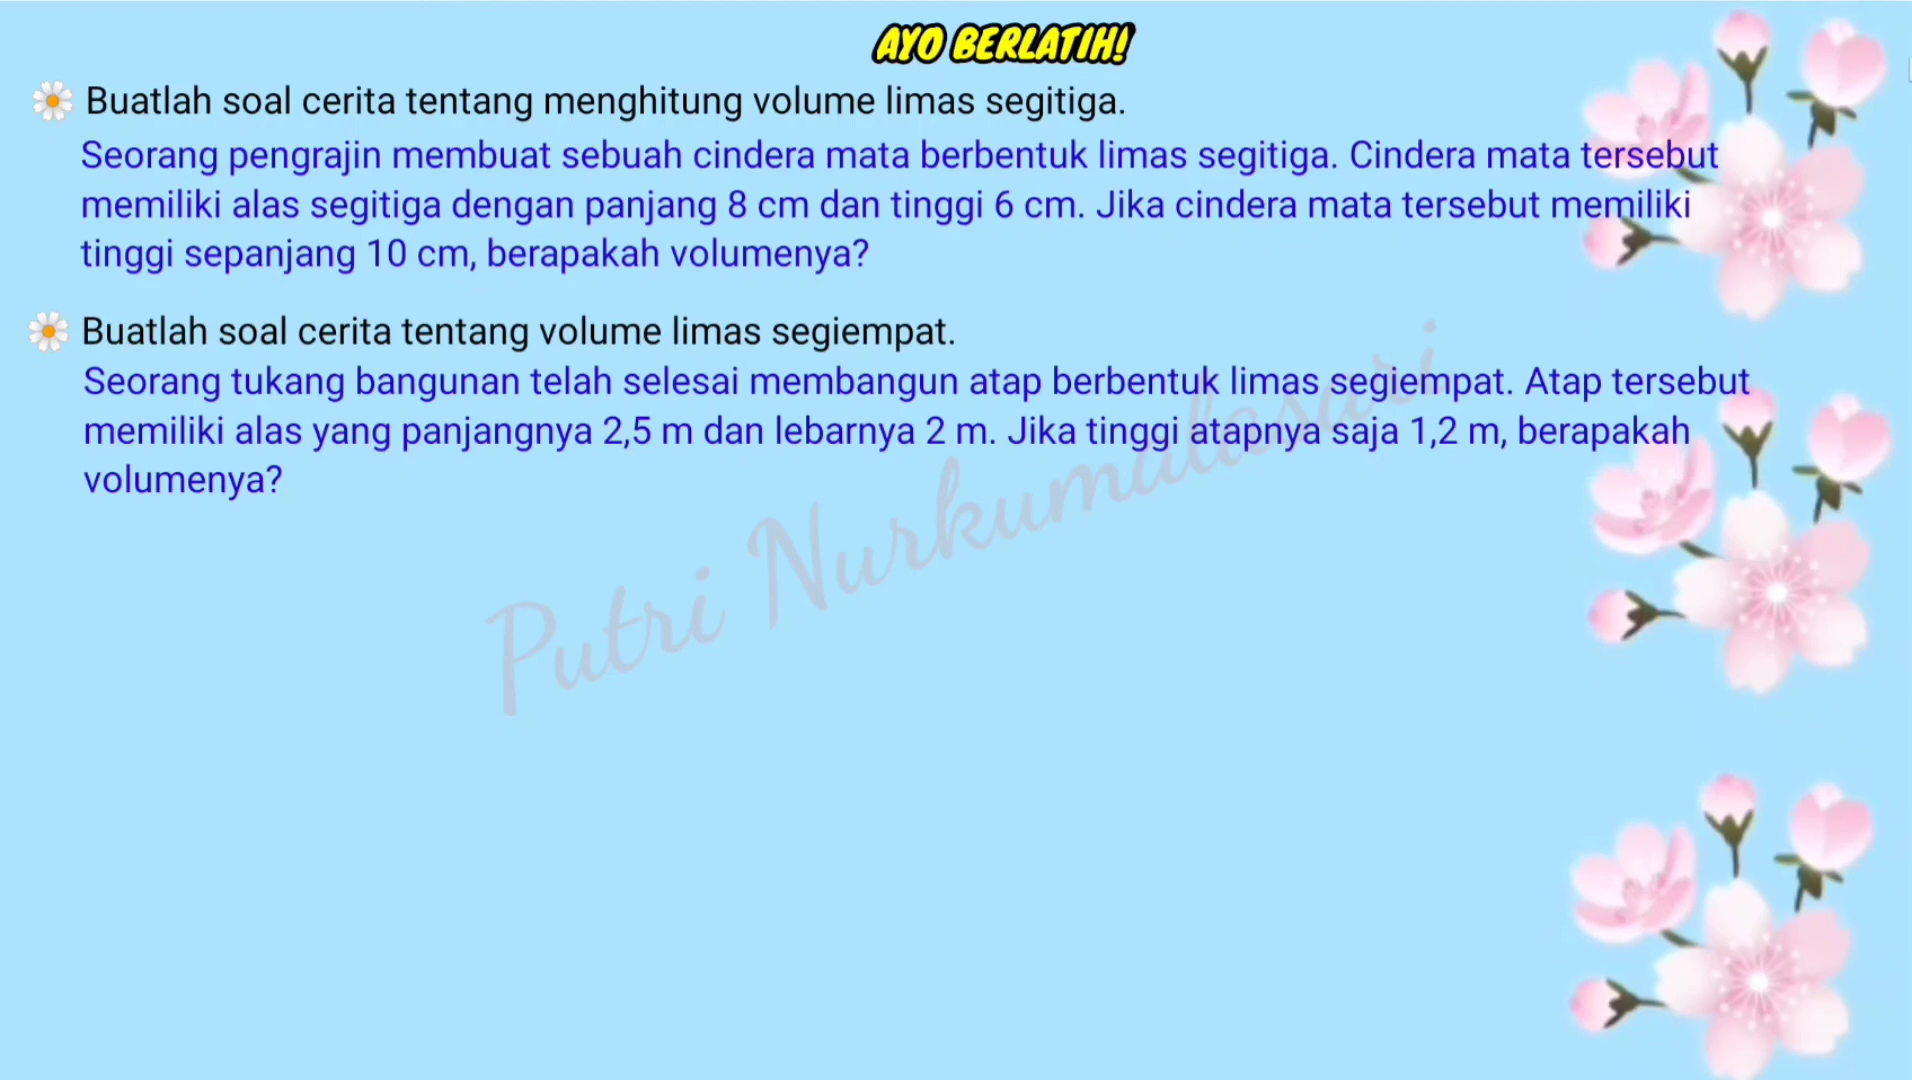 AYO BERLATIH!
Buatlah soal cerita tentang menghitung volume limas segitiga.
Seorang pengrajin membuat sebuah cindera mata berbentuk limas segitiga. Cindera mata tersebut
memiliki alas segitiga dengan panjang 8 cm dan tinggi 6 cm. Jika cindera mata tersebut memiliki
tinggi sepanjang 10 cm, berapakah volumenya?
Buatlah soal cerita tentang volume limas segiempat.
Seorang tukang bangunan telah selesai membangun atap berbentuk limas segiempat. Atap tersebut
memiliki alas yang panjangnya 2,5 m dan lebarnya 2 m. Jika tinggi atapnya saja 1,2 m, berapakah
volumenya?
Putri Nurkumalasari